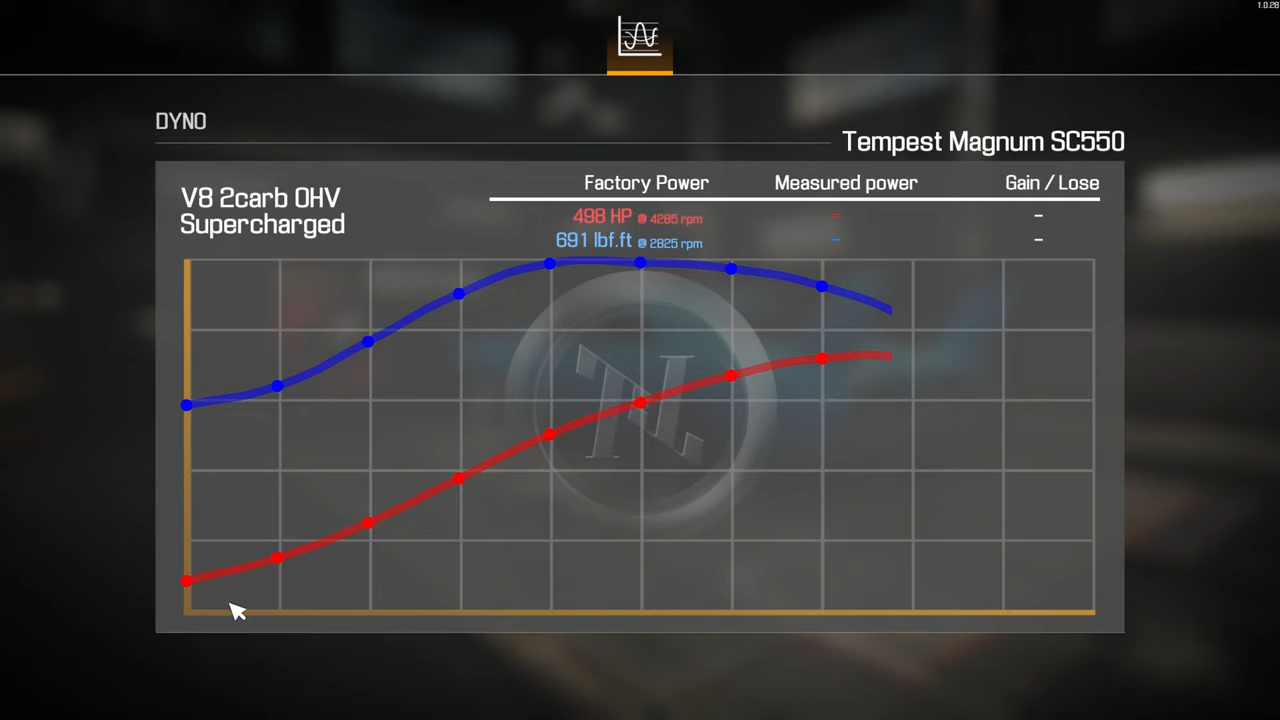 1.0.28
DYNO
Tempest Magnum SC550
V8 2carb OHV
Supercharged
Factory Power Measured power Gain / Lose
498 HP @ 4285 rpm - -
691 lbf.ft @ 2825 rpm - -